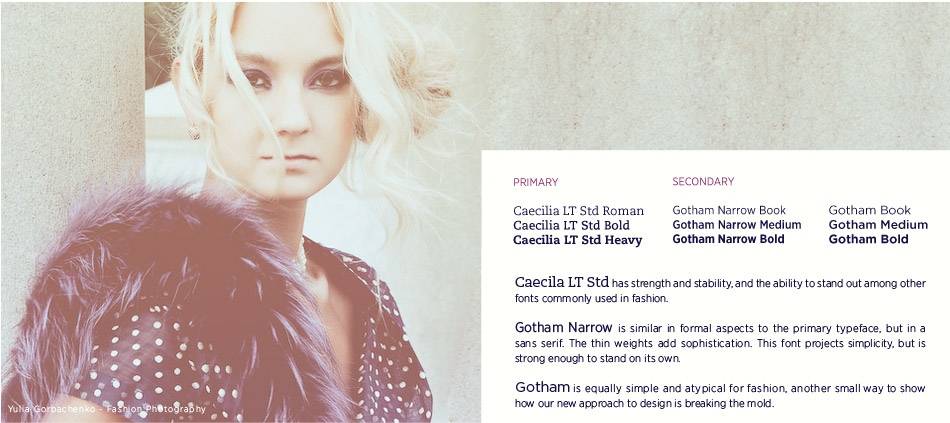 PRIMARY
Caecilia LT Std Roman
Caecilia LT Std Bold
Caecilia LT Std Heavy
SECONDARY
Gotham Narrow Book
Gotham Narrow Medium
Gotham Narrow Bold
Gotham Book
Gotham Medium
Gotham Bold
Caecila LT Std has strength and stability, and the ability to stand out among other
fonts commonly used in fashion.
Gotham Narrow is similar in formal aspects to the primary typeface, but in a
sans serif. The thin weights add sophistication. This font projects simplicity, but is
strong enough to stand on its own.
Gotham is equally simple and atypical for fashion, another small way to show
how our new approach to design is breaking the mold.
Yulia Gorbachenko - Fashion Photography